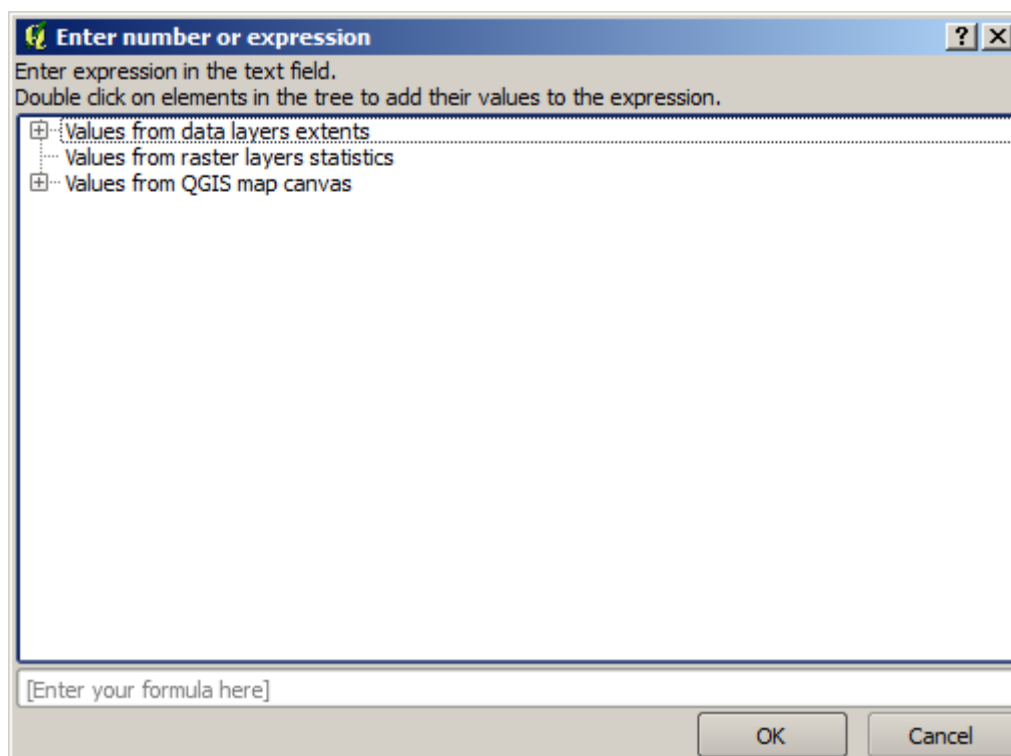 Enter number or expression
Enter expression in the text field.
Double click on elements in the tree to add their values to the expression.
Values from data layers extents
Values from raster layers statistics
Values from QGIS map canvas
[Enter your formula here]
OK Cancel